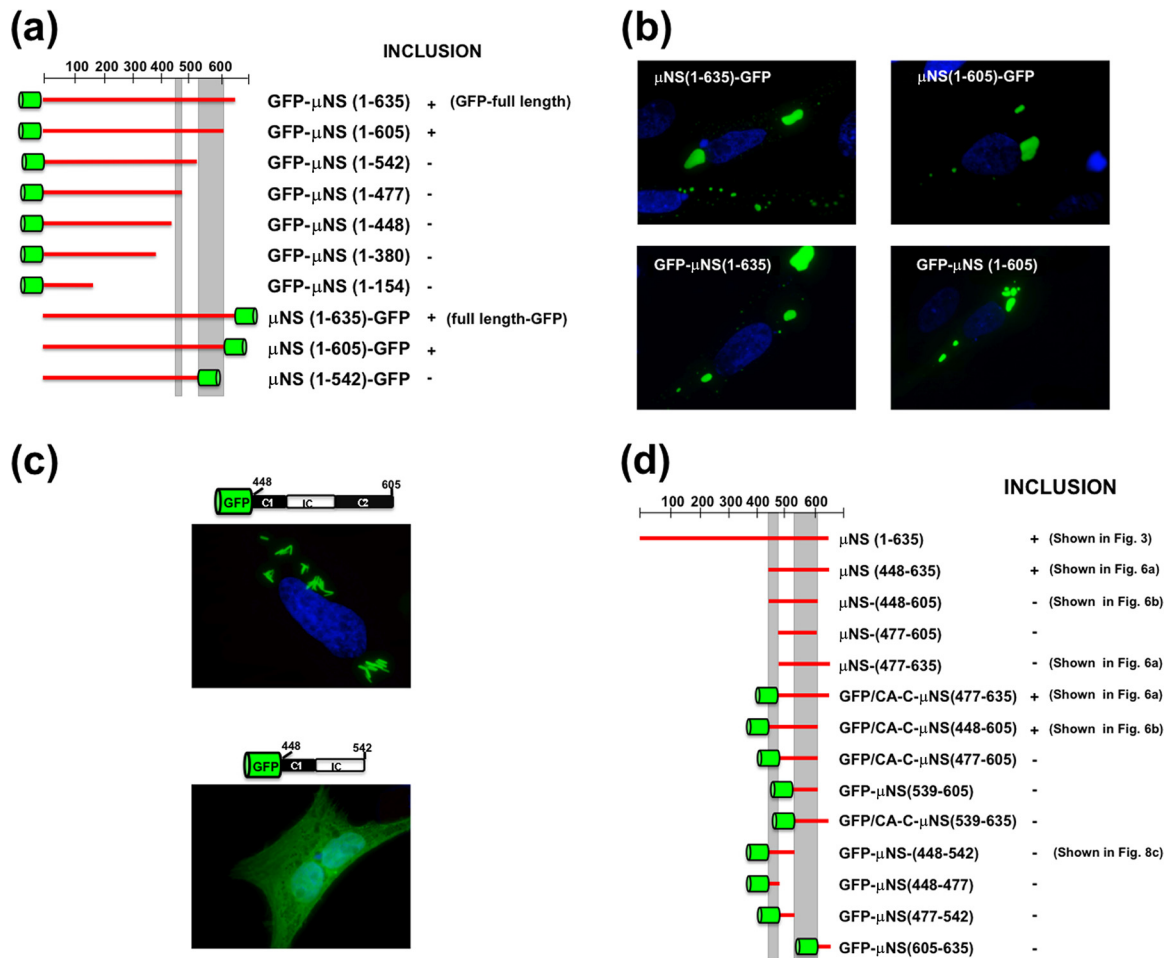 (a)
INCLUSION
100 200 300 400 500 600
GFP-μNS (1-635) + (GFP-full length)
GFP-μNS (1-605) +
GFP-μNS (1-542) -
GFP-μNS (1-477) -
GFP-μNS (1-448) -
GFP-μNS (1-380) -
GFP-μNS (1-154) -
μNS (1-635)-GFP + (full length-GFP)
μNS (1-605)-GFP +
μNS (1-542)-GFP -
(b)
μNS(1-635)-GFP
μNS(1-605)-GFP
GFP-μNS(1-635)
GFP-μNS (1-605)
(c)
448 605
GFP C1 IC C2
448 542
GFP C1 IC
(d)
INCLUSION
100 200 300 400 500 600
μNS (1-635) + (Shown in Fig. 3)
μNS (448-635) + (Shown in Fig. 6a)
μNS-(448-605) - (Shown in Fig. 6b)
μNS-(477-605) -
μNS-(477-635) - (Shown in Fig. 6a)
GFP/CA-C-μNS(477-635) + (Shown in Fig. 6a)
GFP/CA-C-μNS(448-605) + (Shown in Fig. 6b)
GFP/CA-C-μNS(477-605) -
GFP-μNS(539-605) -
GFP/CA-C-μNS(539-635) -
GFP-μNS-(448-542) - (Shown in Fig. 8c)
GFP-μNS(448-477) -
GFP-μNS(477-542) -
GFP-μNS(605-635) -